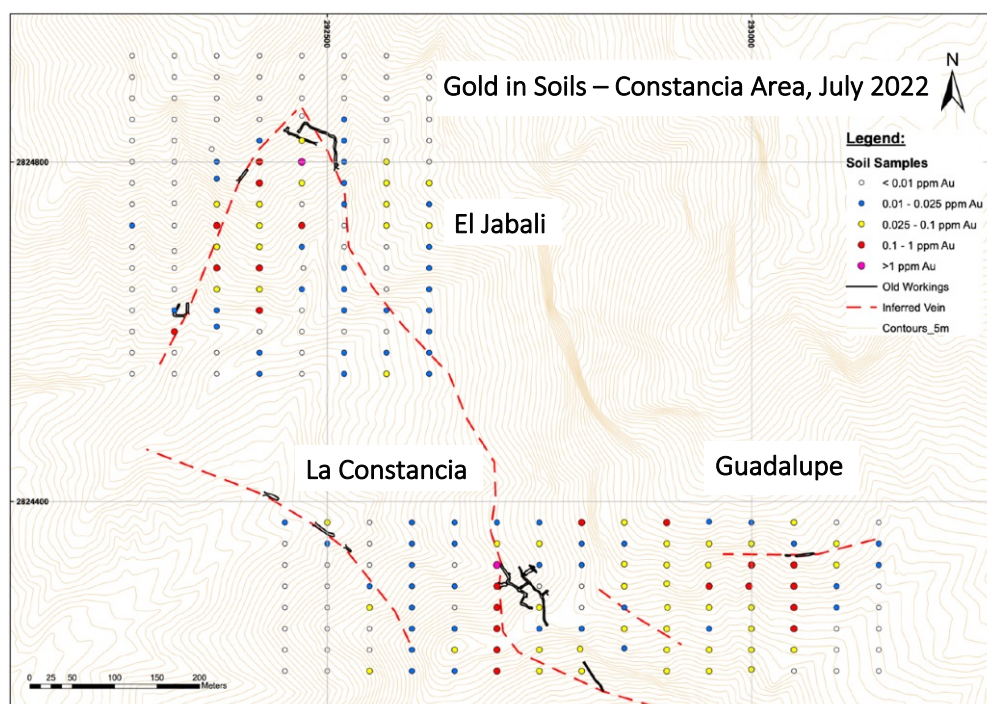 292500
293000
Gold in Soils – Constancia Area, July 2022
N
Legend:
Soil Samples
< 0.01 ppm Au
0.01 - 0.025 ppm Au
0.025 - 0.1 ppm Au
0.1 - 1 ppm Au
>1 ppm Au
Old Workings
Inferred Vein
Contours_5m
2824800
El Jabali
La Constancia
Guadalupe
2824400
0 25 50 100 150 200
Meters